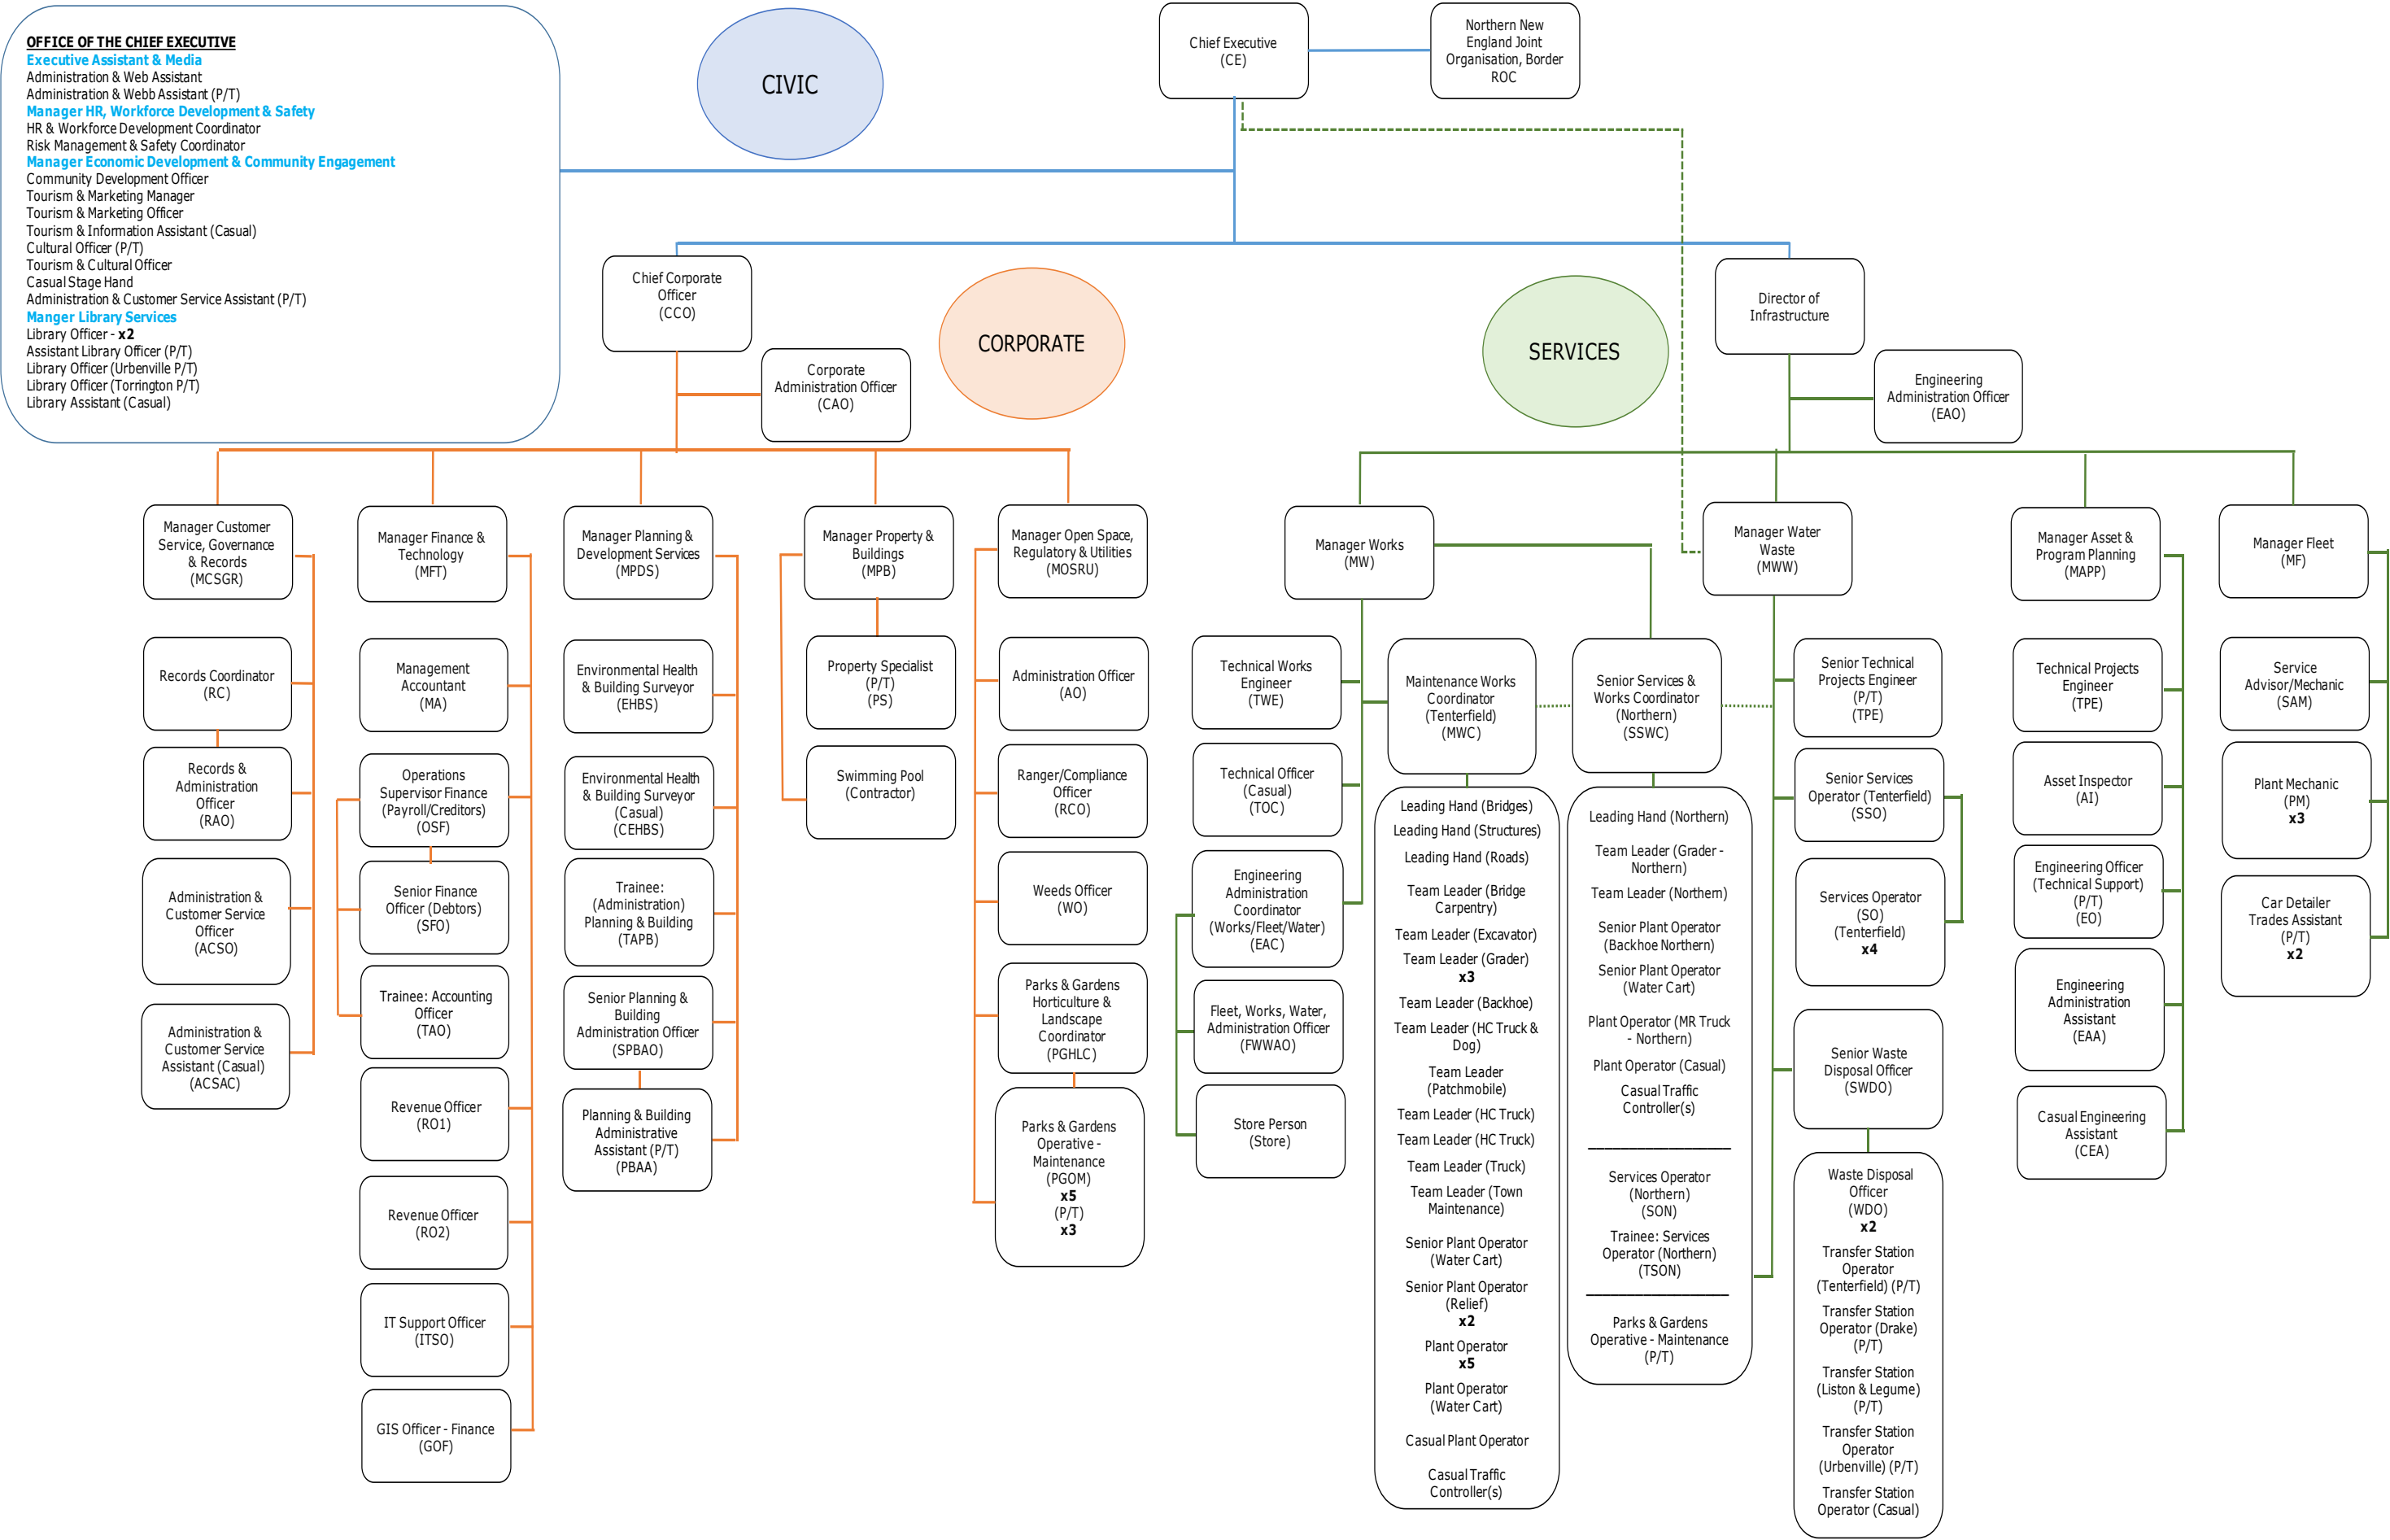 OFFICE OF THE CHIEF EXECUTIVE
Executive Assistant & Media
Administration & Web Assistant
Administration & Webb Assistant (P/T)
Manager HR, Workforce Development & Safety
HR & Workforce Development Coordinator
Risk Management & Safety Coordinator
Manager Economic Development & Community Engagement
Community Development Officer
Tourism & Marketing Manager
Tourism & Marketing Officer
Tourism & Information Assistant (Casual)
Cultural Officer (P/T)
Tourism & Cultural Officer
Casual Stage Hand
Administration & Customer Service Assistant (P/T)
Manger Library Services
Library Officer - x2
Assistant Library Officer (P/T)
Library Officer (Urbenville P/T)
Library Officer (Torrington P/T)
Library Assistant (Casual)
CIVIC
Chief Executive
(CE)
Northern New
England Joint
Organisation, Border
ROC
Chief Corporate
Officer
(CCO)
CORPORATE
SERVICES
Director of
Infrastructure
Corporate
Administration Officer
(CAO)
Engineering
Administration Officer
(EAO)
Manager Customer
Service, Governance
& Records
(MCSGR)
Records Coordinator
(RC)
Records &
Administration
Officer
(RAO)
Administration &
Customer Service
Officer
(ACSO)
Administration &
Customer Service
Assistant (Casual)
(ACSAC)
Manager Finance &
Technology
(MFT)
Management
Accountant
(MA)
Operations
Supervisor Finance
(Payroll/Creditors)
(OSF)
Senior Finance
Officer (Debtors)
(SFO)
Trainee: Accounting
Officer
(TAO)
Revenue Officer
(RO1)
Revenue Officer
(RO2)
IT Support Officer
(ITSO)
GIS Officer - Finance
(GOF)
Manager Planning &
Development Services
(MPDS)
Environmental Health
& Building Surveyor
(EHBS)
Environmental Health
& Building Surveyor
(Casual)
(CEHBS)
Trainee:
(Administration)
Planning & Building
(TAPB)
Senior Planning &
Building
Administration Officer
(SPBAO)
Planning & Building
Administrative
Assistant (P/T)
(PBAA)
Manager Property &
Buildings
(MPB)
Property Specialist
(P/T)
(PS)
Swimming Pool
(Contractor)
Manager Open Space,
Regulatory & Utilities
(MOSRU)
Administration Officer
(AO)
Ranger/Compliance
Officer
(RCO)
Weeds Officer
(WO)
Parks & Gardens
Horticulture &
Landscape
Coordinator
(PGHLC)
Parks & Gardens
Operative -
Maintenance
(PGOM)
x5
(P/T)
x3
Manager Works
(MW)
Technical Works
Engineer
(TWE)
Technical Officer
(Casual)
(TOC)
Engineering
Administration
Coordinator
(Works/Fleet/Water)
(EAC)
Fleet, Works, Water,
Administration Officer
(FWWAO)
Store Person
(Store)
Maintenance Works
Coordinator
(Tenterfield)
(MWC)
Leading Hand (Bridges)
Leading Hand (Structures)
Leading Hand (Roads)
Team Leader (Bridge
Carpentry)
Team Leader (Excavator)
Team Leader (Grader)
x3
Team Leader (Backhoe)
Team Leader (HC Truck &
Dog)
Team Leader
(Patchmobile)
Team Leader (HC Truck)
Team Leader (HC Truck)
Team Leader (Truck)
Team Leader (Town
Maintenance)
Senior Plant Operator
(Water Cart)
Senior Plant Operator
(Relief)
x2
Plant Operator
x5
Plant Operator
(Water Cart)
Casual Plant Operator
Casual Traffic
Controller(s)
Senior Services &
Works Coordinator
(Northern)
(SSWC)
Leading Hand (Northern)
Team Leader (Grader -
Northern)
Team Leader (Northern)
Senior Plant Operator
(Backhoe Northern)
Senior Plant Operator
(Water Cart)
Plant Operator (MR Truck
- Northern)
Plant Operator (Casual)
Casual Traffic
Controller(s)
Services Operator
(Northern)
(SON)
Trainee: Services
Operator (Northern)
(TSON)
Parks & Gardens
Operative - Maintenance
(P/T)
Manager Water
Waste
(MWW)
Senior Technical
Projects Engineer
(P/T)
(TPE)
Senior Services
Operator (Tenterfield)
(SSO)
Services Operator
(SO)
(Tenterfield)
x4
Senior Waste
Disposal Officer
(SWDO)
Waste Disposal
Officer
(WDO)
x2
Transfer Station
Operator
(Tenterfield) (P/T)
Transfer Station
Operator (Drake)
(P/T)
Transfer Station
(Liston & Legume)
(P/T)
Transfer Station
Operator
(Urbenville) (P/T)
Transfer Station
Operator (Casual)
Manager Asset &
Program Planning
(MAPP)
Technical Projects
Engineer
(TPE)
Asset Inspector
(AI)
Engineering Officer
(Technical Support)
(P/T)
(EO)
Engineering
Administration
Assistant
(EAA)
Casual Engineering
Assistant
(CEA)
Manager Fleet
(MF)
Service
Advisor/Mechanic
(SAM)
Plant Mechanic
(PM)
x3
Car Detailer
Trades Assistant
(P/T)
x2